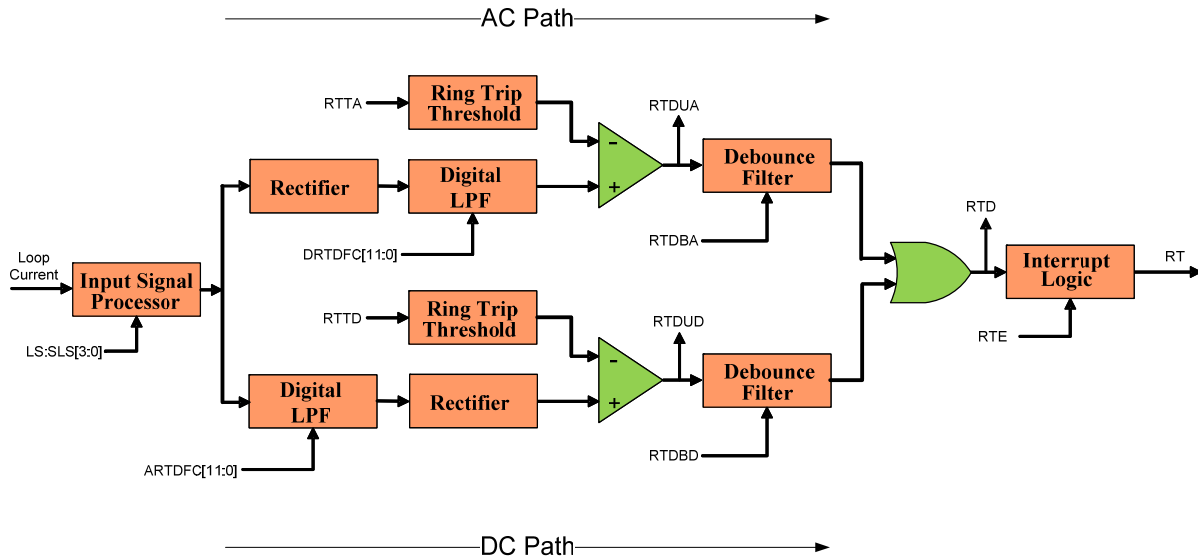 AC Path
RTTA
Ring Trip
Threshold
-
+
RTDUA
Debounce
Filter
Rectifier
Digital
LPF
DRTDFC[11:0]
RTDBA
RTD
Loop
Current
Input Signal
Processor
LS:SLS[3:0]
Interrupt
Logic
RT
RTE
RTTD
Ring Trip
Threshold
-
+
RTDUD
Debounce
Filter
Digital
LPF
Rectifier
ARTDFC[11:0]
RTDBD
DC Path